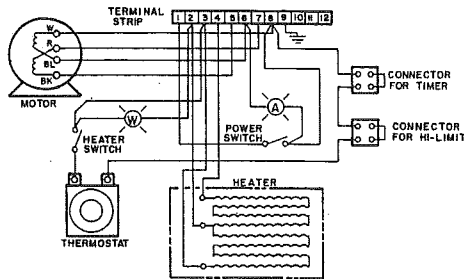 TERMINAL
STRIP
1 2 3 4 5 6 7 8 9 10 11 12
W
R
BL
BK
MOTOR
W
HEATER
SWITCH
A
POWER
SWITCH
CONNECTOR
FOR TIMER
CONNECTOR
FOR HI-LIMIT
THERMOSTAT
HEATER